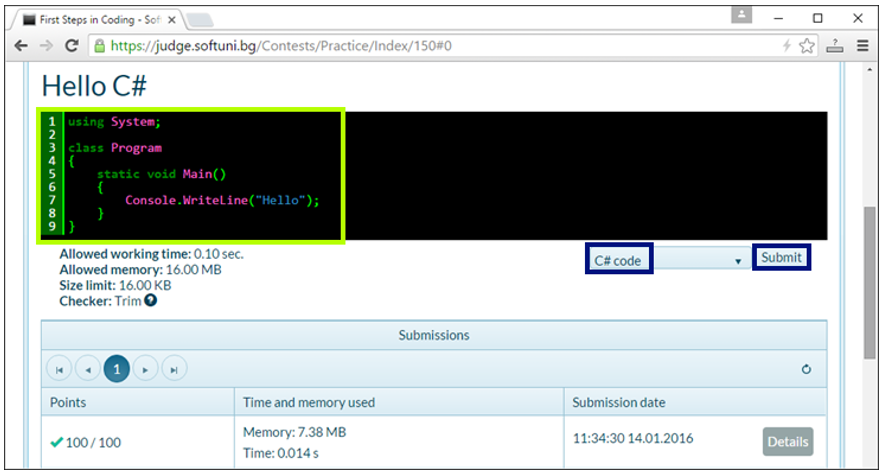 First Steps in Coding - Sof
https://judge.softuni.bg/Contests/Practice/Index/150#0
Hello C#
1 using System;
2
3 class Program
4 {
5 static void Main()
6 {
7 Console.WriteLine("Hello");
8 }
9 }
Allowed working time: 0.10 sec.
Allowed memory: 16.00 MB
Size limit: 16.00 KB
Checker: Trim ?
C# code Submit
Submissions
1
Points Time and memory used Submission date
100 / 100 Memory: 7.38 MB 11:34:30 14.01.2016 Details
Time: 0.014 s